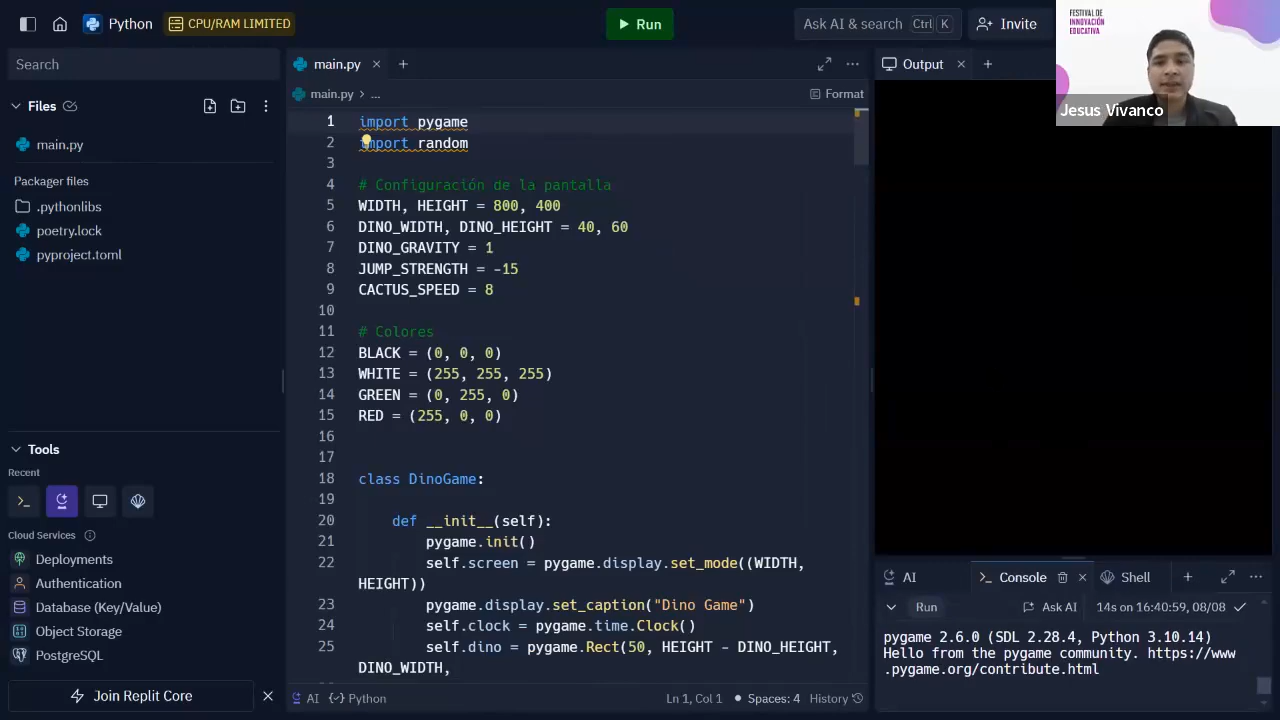 Python
CPU/RAM LIMITED
Run
Ask AI & search Ctrl K
Invite
FESTIVAL DE
INNOVACIÓN
EDUCATIVA
Jesus Vivanco
Search
Files
main.py
Packager files
.pythonlibs
poetry.lock
pyproject.toml
Tools
Recent
Cloud Services
Deployments
Authentication
Database (Key/Value)
Object Storage
PostgreSQL
Join Replit Core
main.py
main.py > ...
Format
1 import pygame
2 import random
3
4 # Configuración de la pantalla
5 WIDTH, HEIGHT = 800, 400
6 DINO_WIDTH, DINO_HEIGHT = 40, 60
7 DINO_GRAVITY = 1
8 JUMP_STRENGTH = -15
9 CACTUS_SPEED = 8
10
11 # Colores
12 BLACK = (0, 0, 0)
13 WHITE = (255, 255, 255)
14 GREEN = (0, 255, 0)
15 RED = (255, 0, 0)
16
17
18 class DinoGame:
19
20 def __init__(self):
21 pygame.init()
22 self.screen = pygame.display.set_mode((WIDTH,
HEIGHT))
23 pygame.display.set_caption("Dino Game")
24 self.clock = pygame.time.Clock()
25 self.dino = pygame.Rect(50, HEIGHT - DINO_HEIGHT,
DINO_WIDTH,
AI Python
Ln 1, Col 1
Spaces: 4
History
Output
AI
Console
Shell
Run
Ask AI
14s on 16:40:59, 08/08
pygame 2.6.0 (SDL 2.28.4, Python 3.10.14)
Hello from the pygame community. https://www
.pygame.org/contribute.html